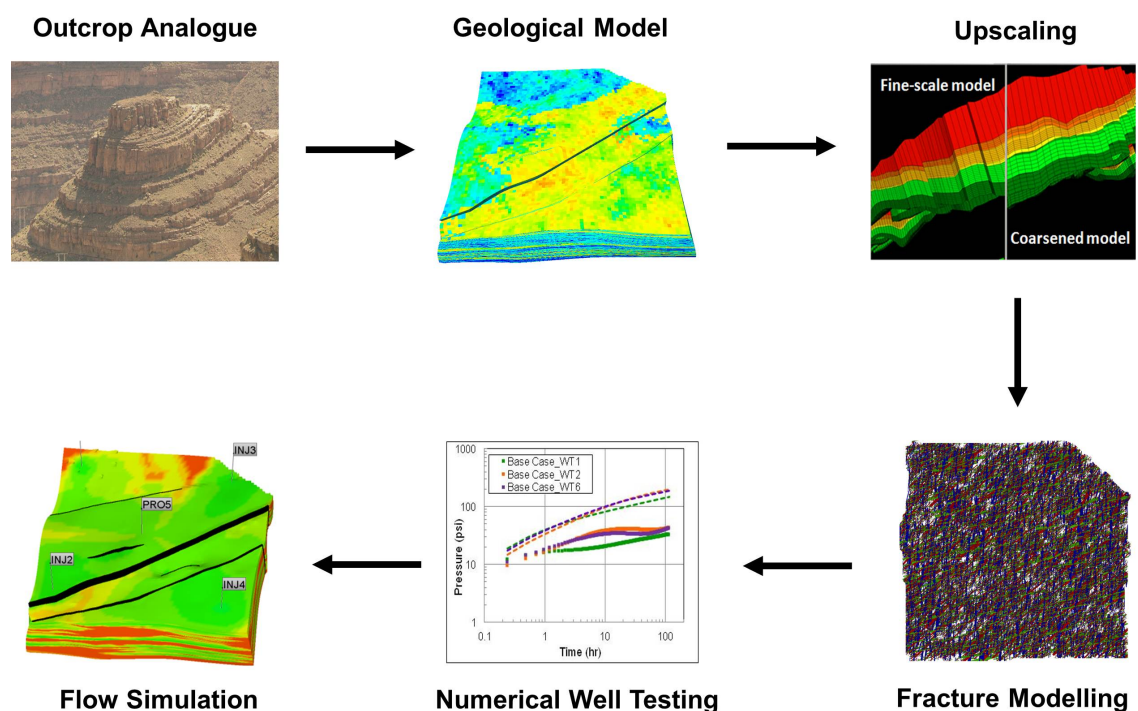 Outcrop Analogue
Geological Model
Upscaling
Fine-scale model
Coarsened model
INJ3
PRO5
INJ2
INJ4
1000
100
10
1
0.1
1
10
100
Pressure (psi)
Time (hr)
Base Case_WT1
Base Case_WT2
Base Case_WT6
Flow Simulation
Numerical Well Testing
Fracture Modelling